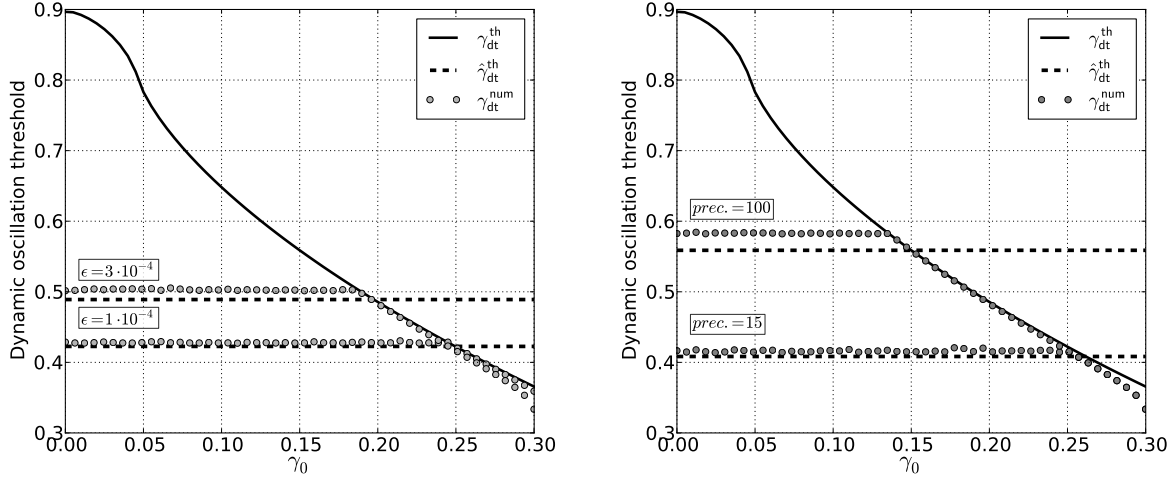 Dynamic oscillation threshold
0.9
0.8
0.7
0.6
0.5
0.4
0.3
γ_dt^th
γ̂_dt^th
γ_dt^num
ϵ=3·10^−4
ϵ=1·10^−4
0.00 0.05 0.10 0.15 0.20 0.25 0.30
γ_0
Dynamic oscillation threshold
0.9
0.8
0.7
0.6
0.5
0.4
0.3
γ_dt^th
γ̂_dt^th
γ_dt^num
prec.=100
prec.=15
0.00 0.05 0.10 0.15 0.20 0.25 0.30
γ_0